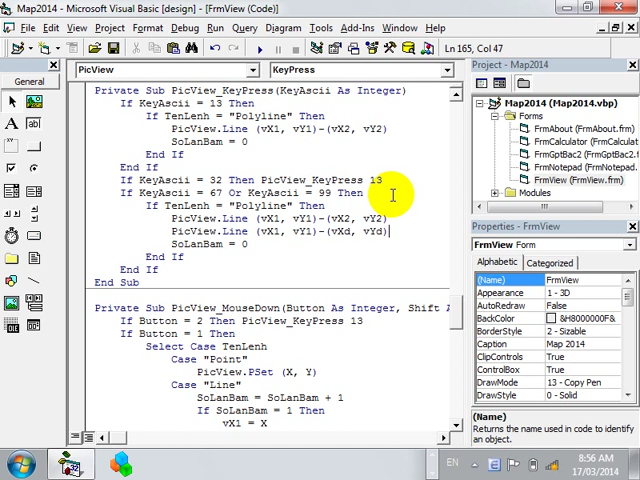 Map2014 - Microsoft Visual Basic [design] - [FrmView (Code)]
File Edit View Project Format Debug Run Query Diagram Tools Add-Ins Window Help
Ln 165, Col 47
General
PicView
KeyPress
Private Sub PicView_KeyPress(KeyAscii As Integer)
If KeyAscii = 13 Then
If TenLenh = "Polyline" Then
PicView.Line (vX1, vY1)-(vX2, vY2)
SoLanBam = 0
End If
End If
If KeyAscii = 32 Then PicView_KeyPress 13
If KeyAscii = 67 Or KeyAscii = 99 Then
If TenLenh = "Polyline" Then
PicView.Line (vX1, vY1)-(vX2, vY2)
PicView.Line (vX1, vY1)-(vXd, vYd)
SoLanBam = 0
End If
End If
End Sub
Private Sub PicView_MouseDown(Button As Integer, Shift A
If Button = 2 Then PicView_KeyPress 13
If Button = 1 Then
Select Case TenLenh
Case "Point"
PicView.PSet (X, Y)
Case "Line"
SoLanBam = SoLanBam + 1
If SoLanBam = 1 Then
vX1 = X
Project - Map2014
Map2014 (Map2014.vbp)
Forms
FrmAbout (FrmAbout.frm)
FrmCalculator (FrmCalculator.frm)
FrmGptBac2 (FrmGptBac2.frm)
FrmNotepad (FrmNotepad.frm)
FrmView (FrmView.frm)
Modules
Properties - FrmView
FrmView Form
Alphabetic Categorized
(Name) FrmView
Appearance 1 - 3D
AutoRedraw False
BackColor &H8000000F&
BorderStyle 2 - Sizable
Caption Map 2014
ClipControls True
ControlBox True
DrawMode 13 - Copy Pen
DrawStyle 0 - Solid
(Name)
Returns the name used in code to identify
an object.
EN
8:56 AM
17/03/2014